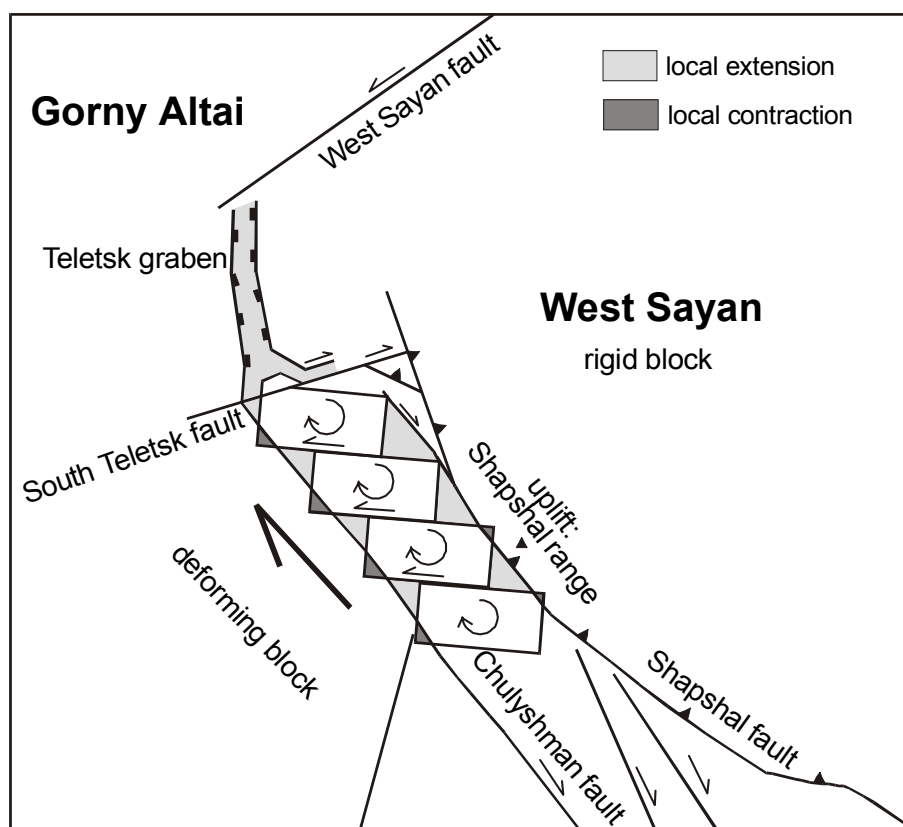 local extension
local contraction
Gorny Altai
West Sayan fault
Teletsk graben
West Sayan
rigid block
South Teletsk fault
uplift:
Shapshal range
deforming block
Chulyshman fault
Shapshal fault